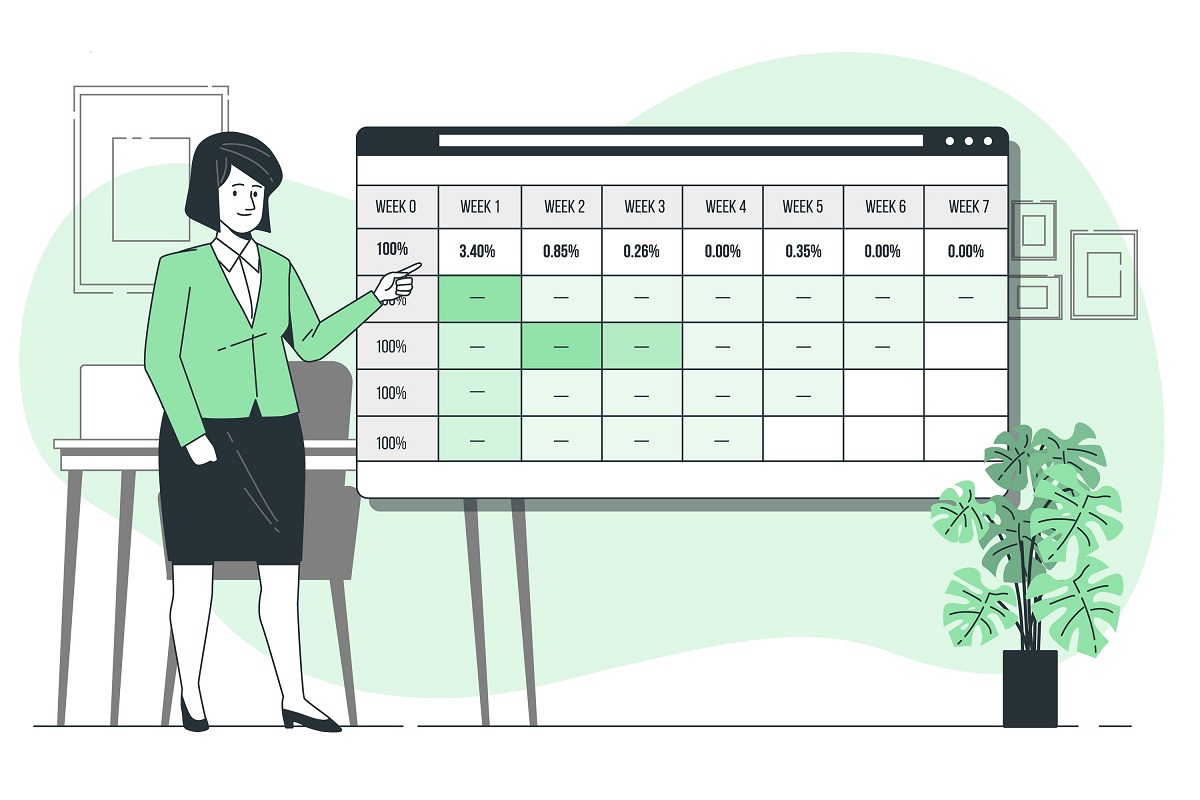 WEEK 0 WEEK 1 WEEK 2 WEEK 3 WEEK 4 WEEK 5 WEEK 6 WEEK 7
100% 3.40% 0.85% 0.26% 0.00% 0.35% 0.00% 0.00%
— — — — — — —
100% — — — — — —
100% — — — — —
100% — — — —